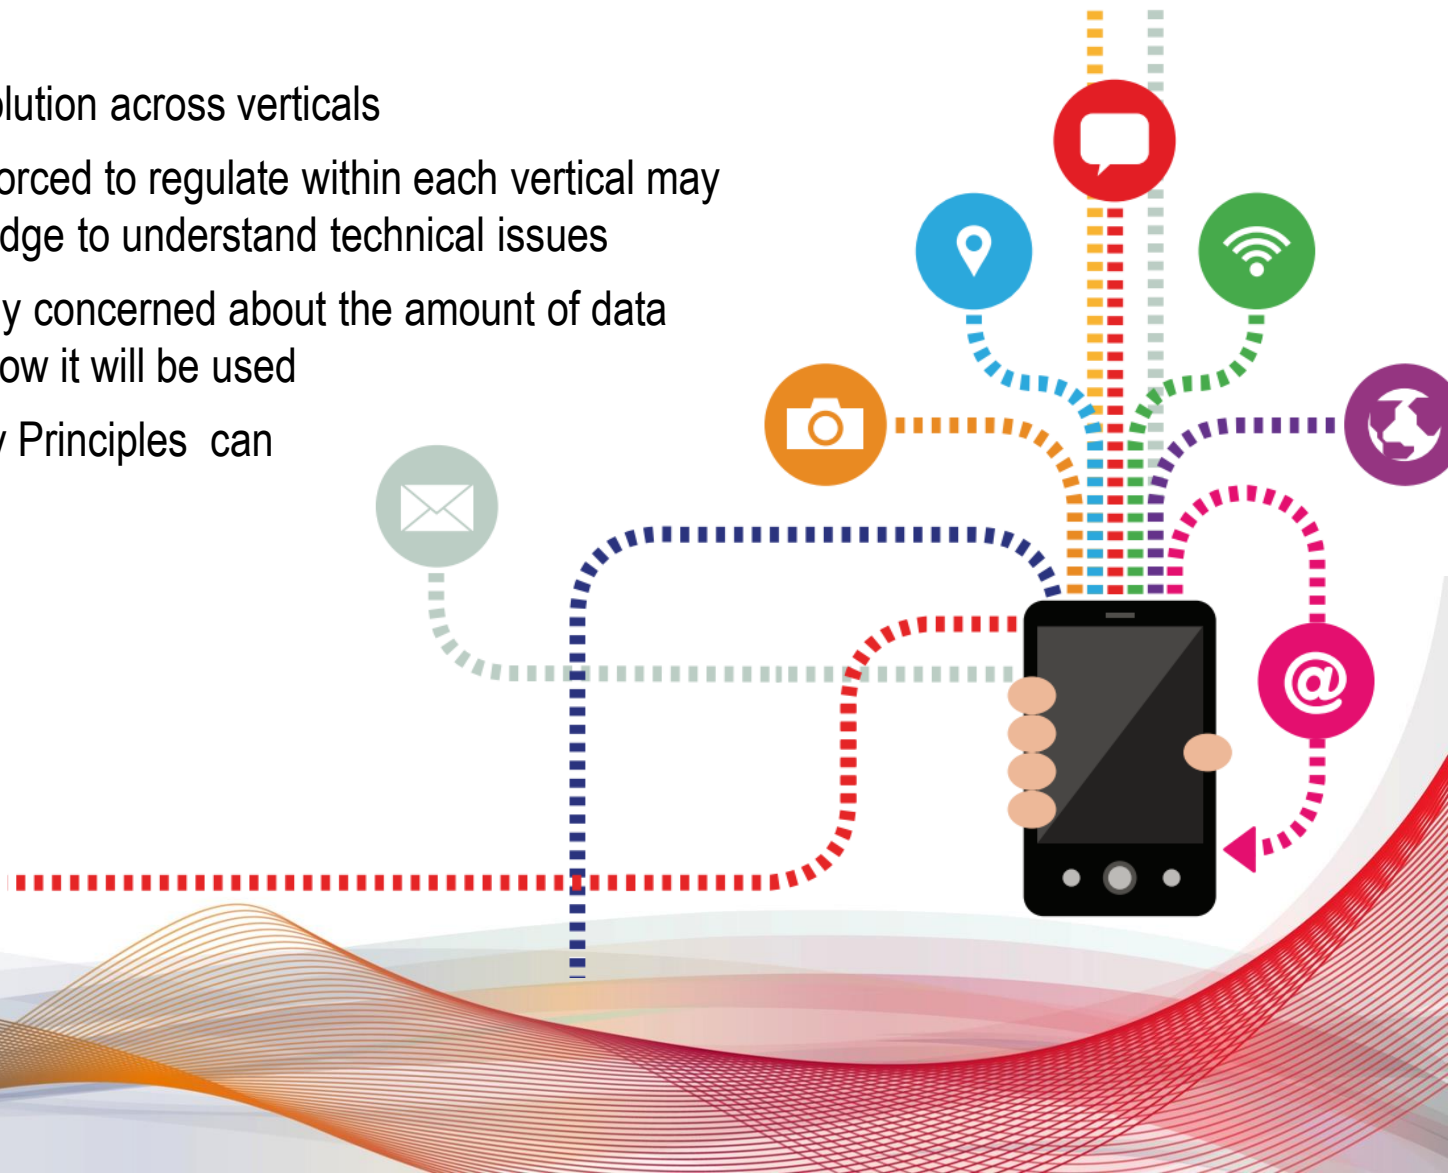 olution across verticals
orced to regulate within each vertical may
dge to understand technical issues
y concerned about the amount of data
ow it will be used
y Principles  can
@